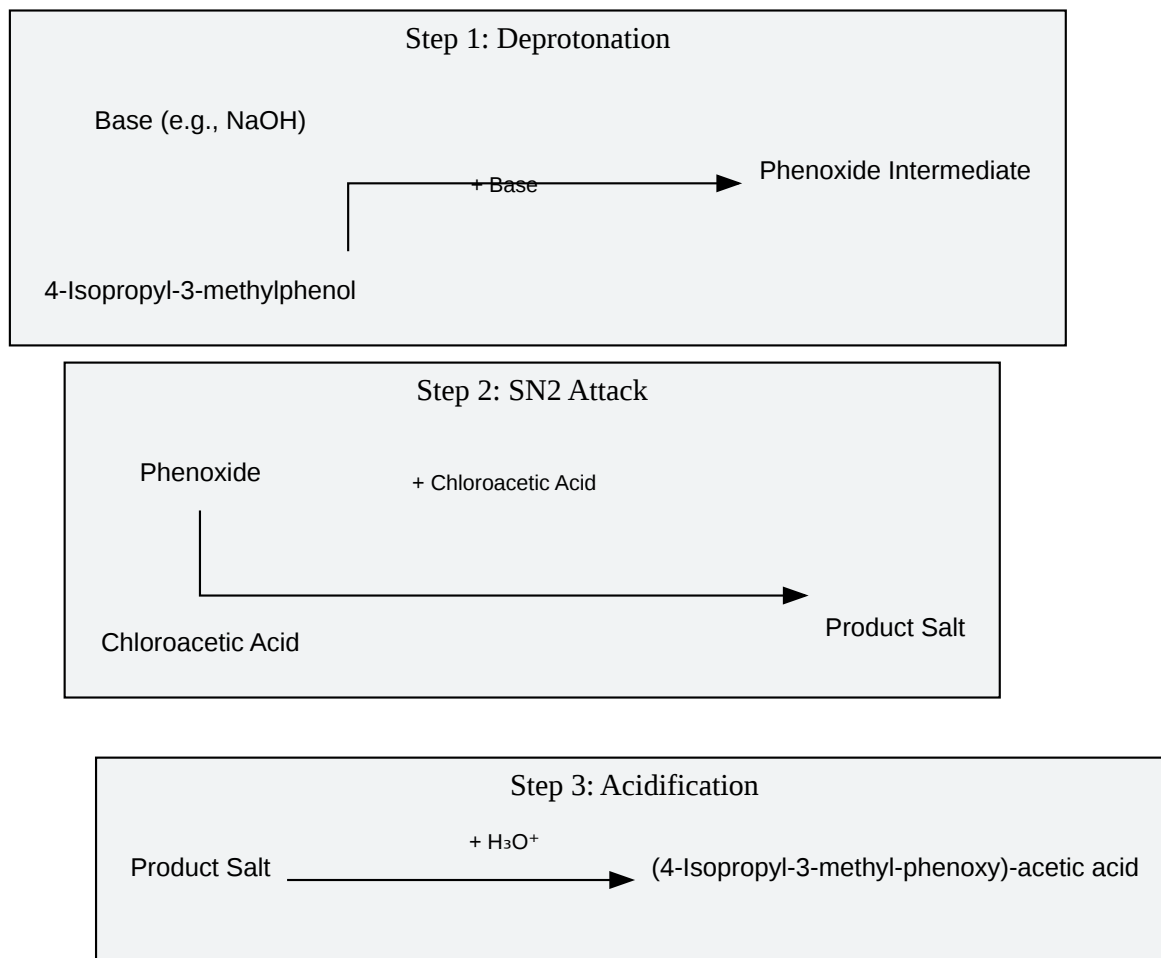 Step 1: Deprotonation
Base (e.g., NaOH)
+ Base
Phenoxide Intermediate
4-Isopropyl-3-methylphenol
Step 2: SN2 Attack
Phenoxide
+ Chloroacetic Acid
Chloroacetic Acid
Product Salt
Step 3: Acidification
+ H₃O⁺
Product Salt
(4-Isopropyl-3-methyl-phenoxy)-acetic acid